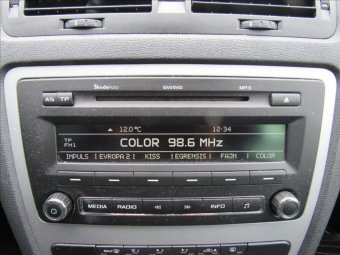 ŠkodaAuto SWING MP3
AS TP
12.0°C 12:34
TP
FM1
COLOR 98.6 MHz
IMPULS | EVROPA 2 | KISS | EGRENSIS | FAJN | COLOR
MEDIA RADIO INFO